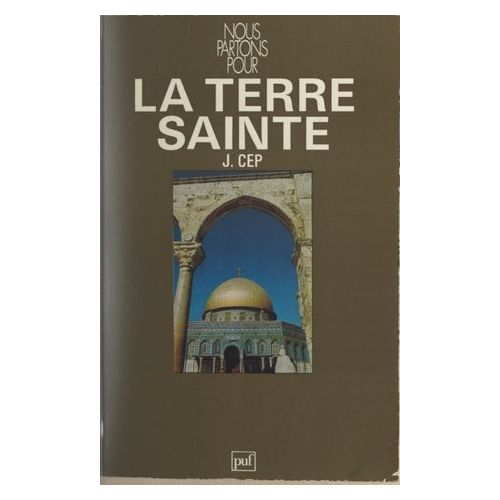 NOUS
PARTONS
POUR
LA TERRE
SAINTE
J. CEP
puf